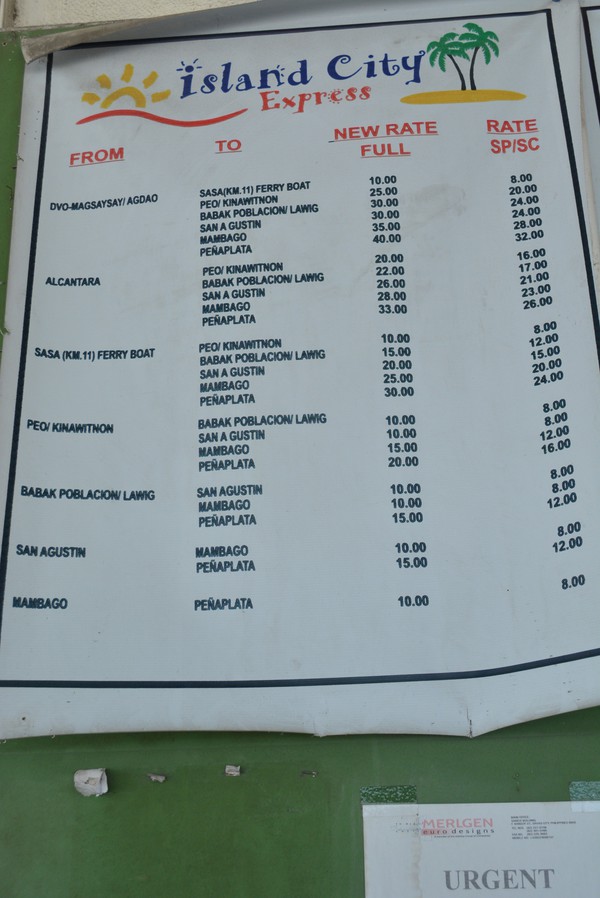 Island City
Express
FROM TO NEW RATE FULL RATE SP/SC
DVO-MAGSAYSAY/ AGDAO SASA(KM.11) FERRY BOAT 10.00 8.00
PEO/ KINAWITNON 25.00 20.00
BABAK POBLACION/ LAWIG 30.00 24.00
SAN A GUSTIN 30.00 24.00
MAMBAGO 35.00 28.00
PEÑAPLATA 40.00 32.00
ALCANTARA PEO/ KINAWITNON 20.00 16.00
BABAK POBLACION/ LAWIG 22.00 17.00
SAN A GUSTIN 26.00 21.00
MAMBAGO 28.00 23.00
PEÑAPLATA 33.00 26.00
SASA (KM.11) FERRY BOAT PEO/ KINAWITNON 10.00 8.00
BABAK POBLACION/ LAWIG 15.00 12.00
SAN A GUSTIN 20.00 15.00
MAMBAGO 25.00 20.00
PEÑAPLATA 30.00 24.00
PEO/ KINAWITNON BABAK POBLACION/ LAWIG 10.00 8.00
SAN A GUSTIN 10.00 8.00
MAMBAGO 15.00 12.00
PEÑAPLATA 20.00 16.00
BABAK POBLACION/ LAWIG SAN AGUSTIN 10.00 8.00
MAMBAGO 10.00 8.00
PEÑAPLATA 15.00 12.00
SAN AGUSTIN MAMBAGO 10.00 8.00
PEÑAPLATA 15.00 12.00
MAMBAGO PEÑAPLATA 10.00 8.00
MERLGEN
euro designs
URGENT